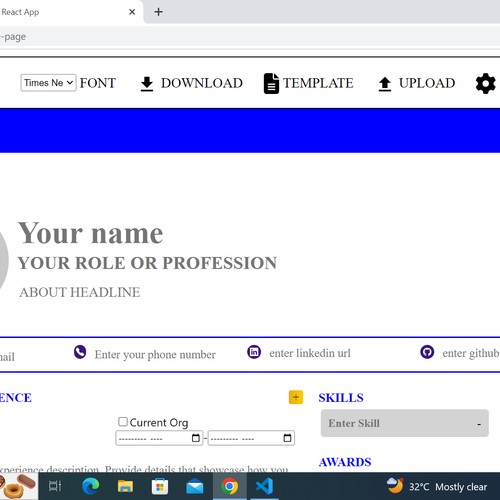 React App
-page
Times Ne FONT DOWNLOAD TEMPLATE UPLOAD
Your name
YOUR ROLE OR PROFESSION
ABOUT HEADLINE
nail Enter your phone number enter linkedin url enter github
ENCE + SKILLS
Current Org
Enter Skill -
--------- ---- - --------- ----
AWARDS
xperience description. Provide details that showcase how you
32°C Mostly clear